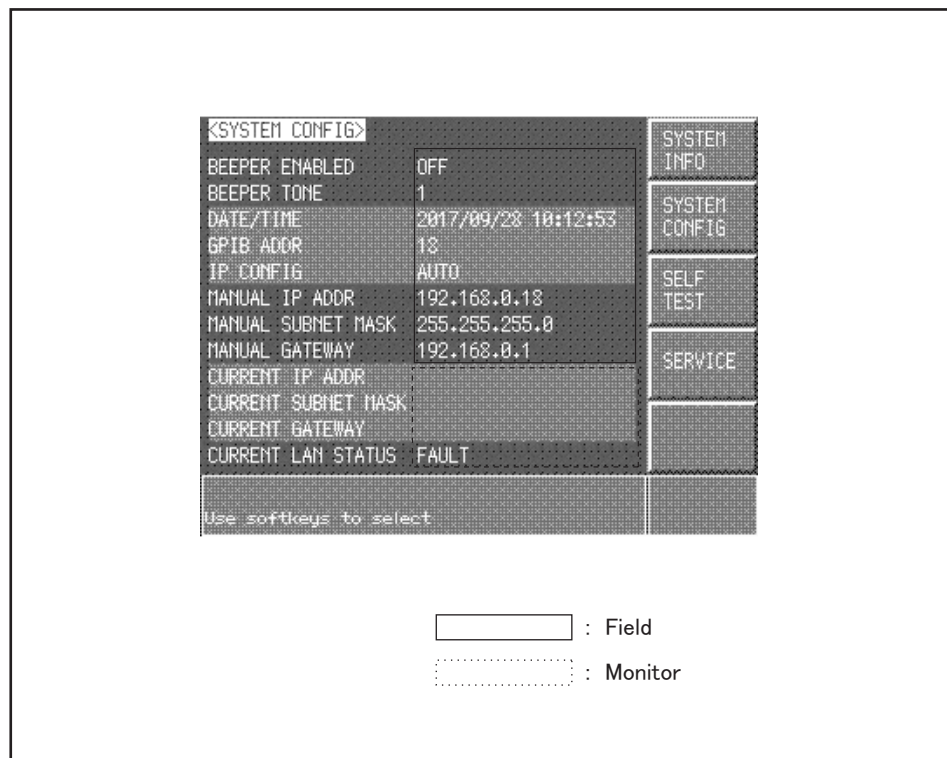 <SYSTEM CONFIG>
BEEPER ENABLED OFF
BEEPER TONE 1
DATE/TIME 2017/09/28 10:12:53
GPIB ADDR 18
IP CONFIG AUTO
MANUAL IP ADDR 192.168.0.18
MANUAL SUBNET MASK 255.255.255.0
MANUAL GATEWAY 192.168.0.1
CURRENT IP ADDR
CURRENT SUBNET MASK
CURRENT GATEWAY
CURRENT LAN STATUS FAULT
Use softkeys to select
SYSTEM
INFO
SYSTEM
CONFIG
SELF
TEST
SERVICE
: Field
: Monitor